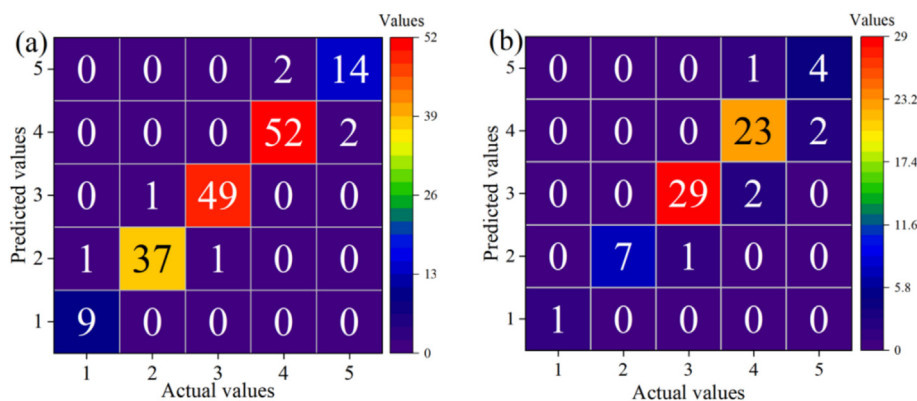 (a)
Values
5 0 0 0 2 14
4 0 0 0 52 2
3 0 1 49 0 0
2 1 37 1 0 0
1 9 0 0 0 0
1 2 3 4 5
Actual values
Predicted values
52
39
26
13
0
(b)
Values
5 0 0 0 1 4
4 0 0 0 23 2
3 0 0 29 2 0
2 0 7 1 0 0
1 1 0 0 0 0
1 2 3 4 5
Actual values
Predicted values
29
23.2
17.4
11.6
5.8
0